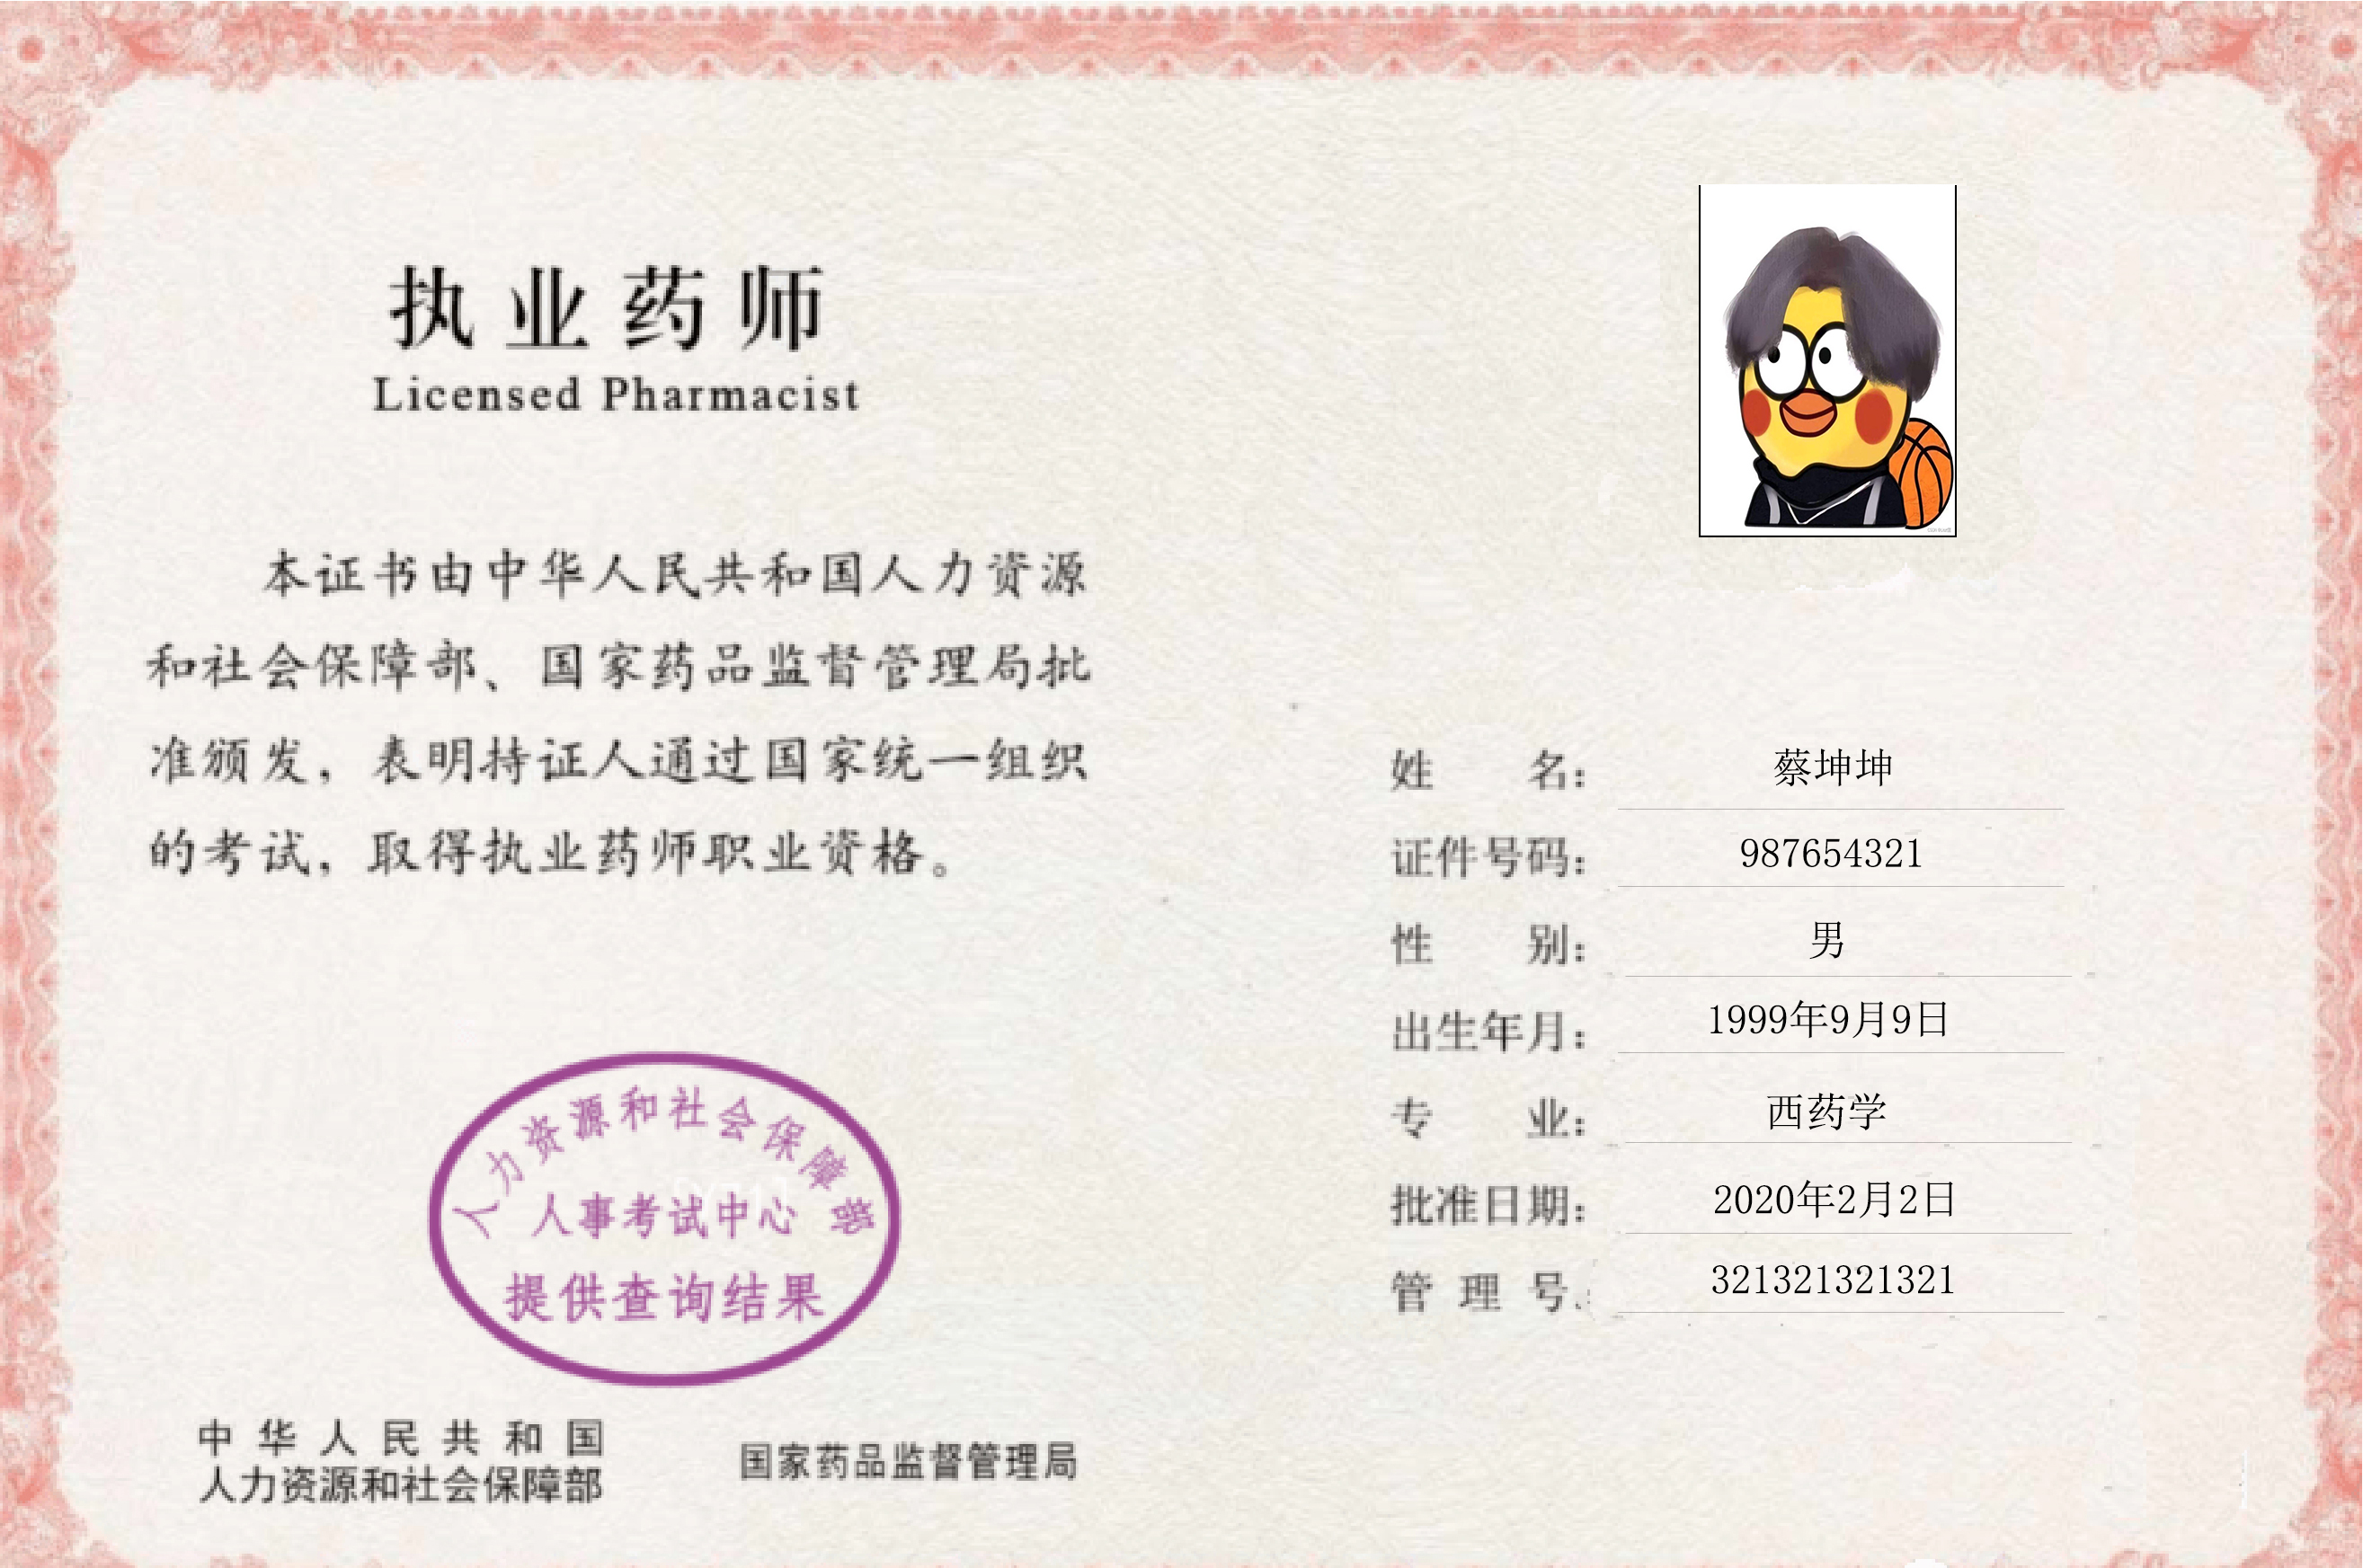 执业药师
Licensed Pharmacist
本证书由中华人民共和国人力资源
和社会保障部、国家药品监督管理局批
准颁发，表明持证人通过国家统一组织
的考试，取得执业药师职业资格。
人力资源和社会保障部
人事考试中心
提供查询结果
中华人民共和国
人力资源和社会保障部
国家药品监督管理局
姓名：蔡坤坤
证件号码：987654321
性别：男
出生年月：1999年9月9日
专业：西药学
批准日期：2020年2月2日
管理号：321321321321